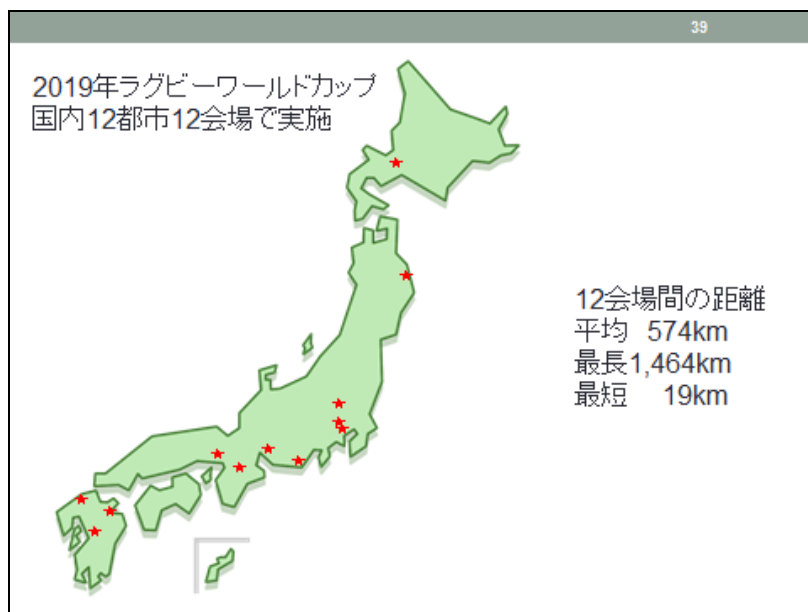 39
2019年ラグビーワールドカップ
国内12都市12会場で実施
12会場間の距離
平均 574km
最長1,464km
最短 19km